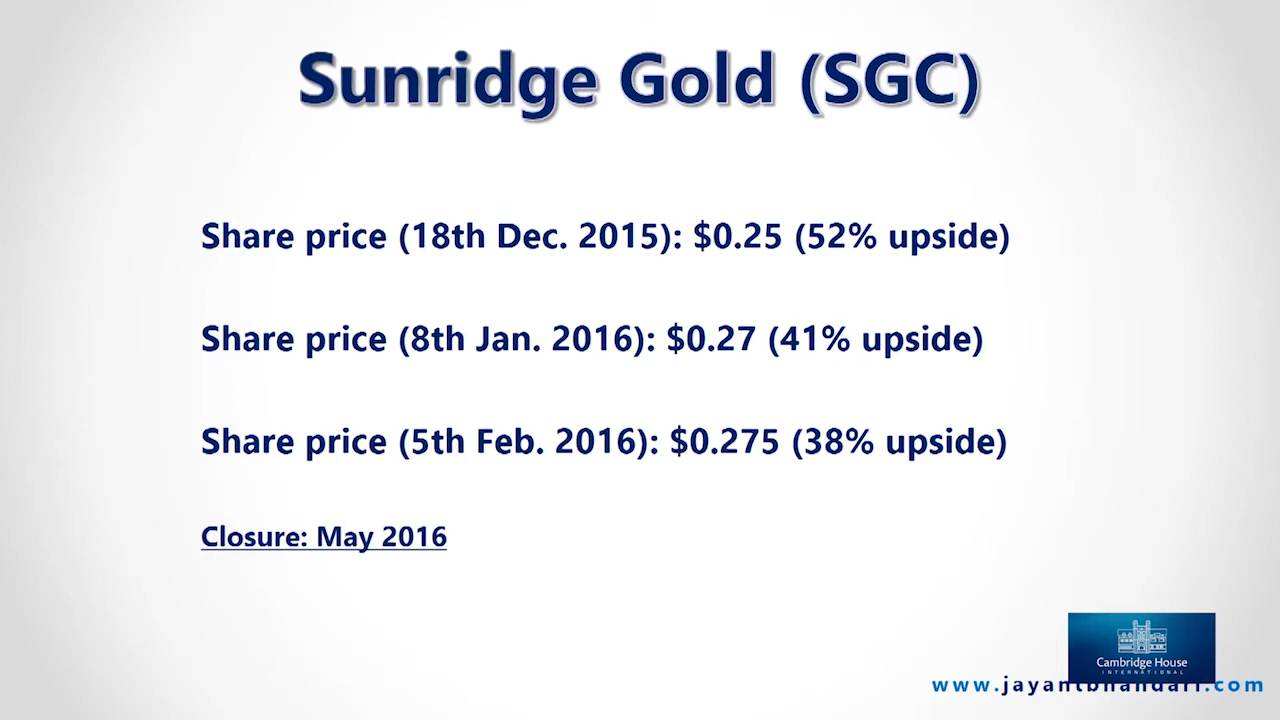 Sunridge Gold (SGC)
Share price (18th Dec. 2015): $0.25 (52% upside)
Share price (8th Jan. 2016): $0.27 (41% upside)
Share price (5th Feb. 2016): $0.275 (38% upside)
Closure: May 2016
Cambridge House
INTERNATIONAL
www.jayantbhandari.com